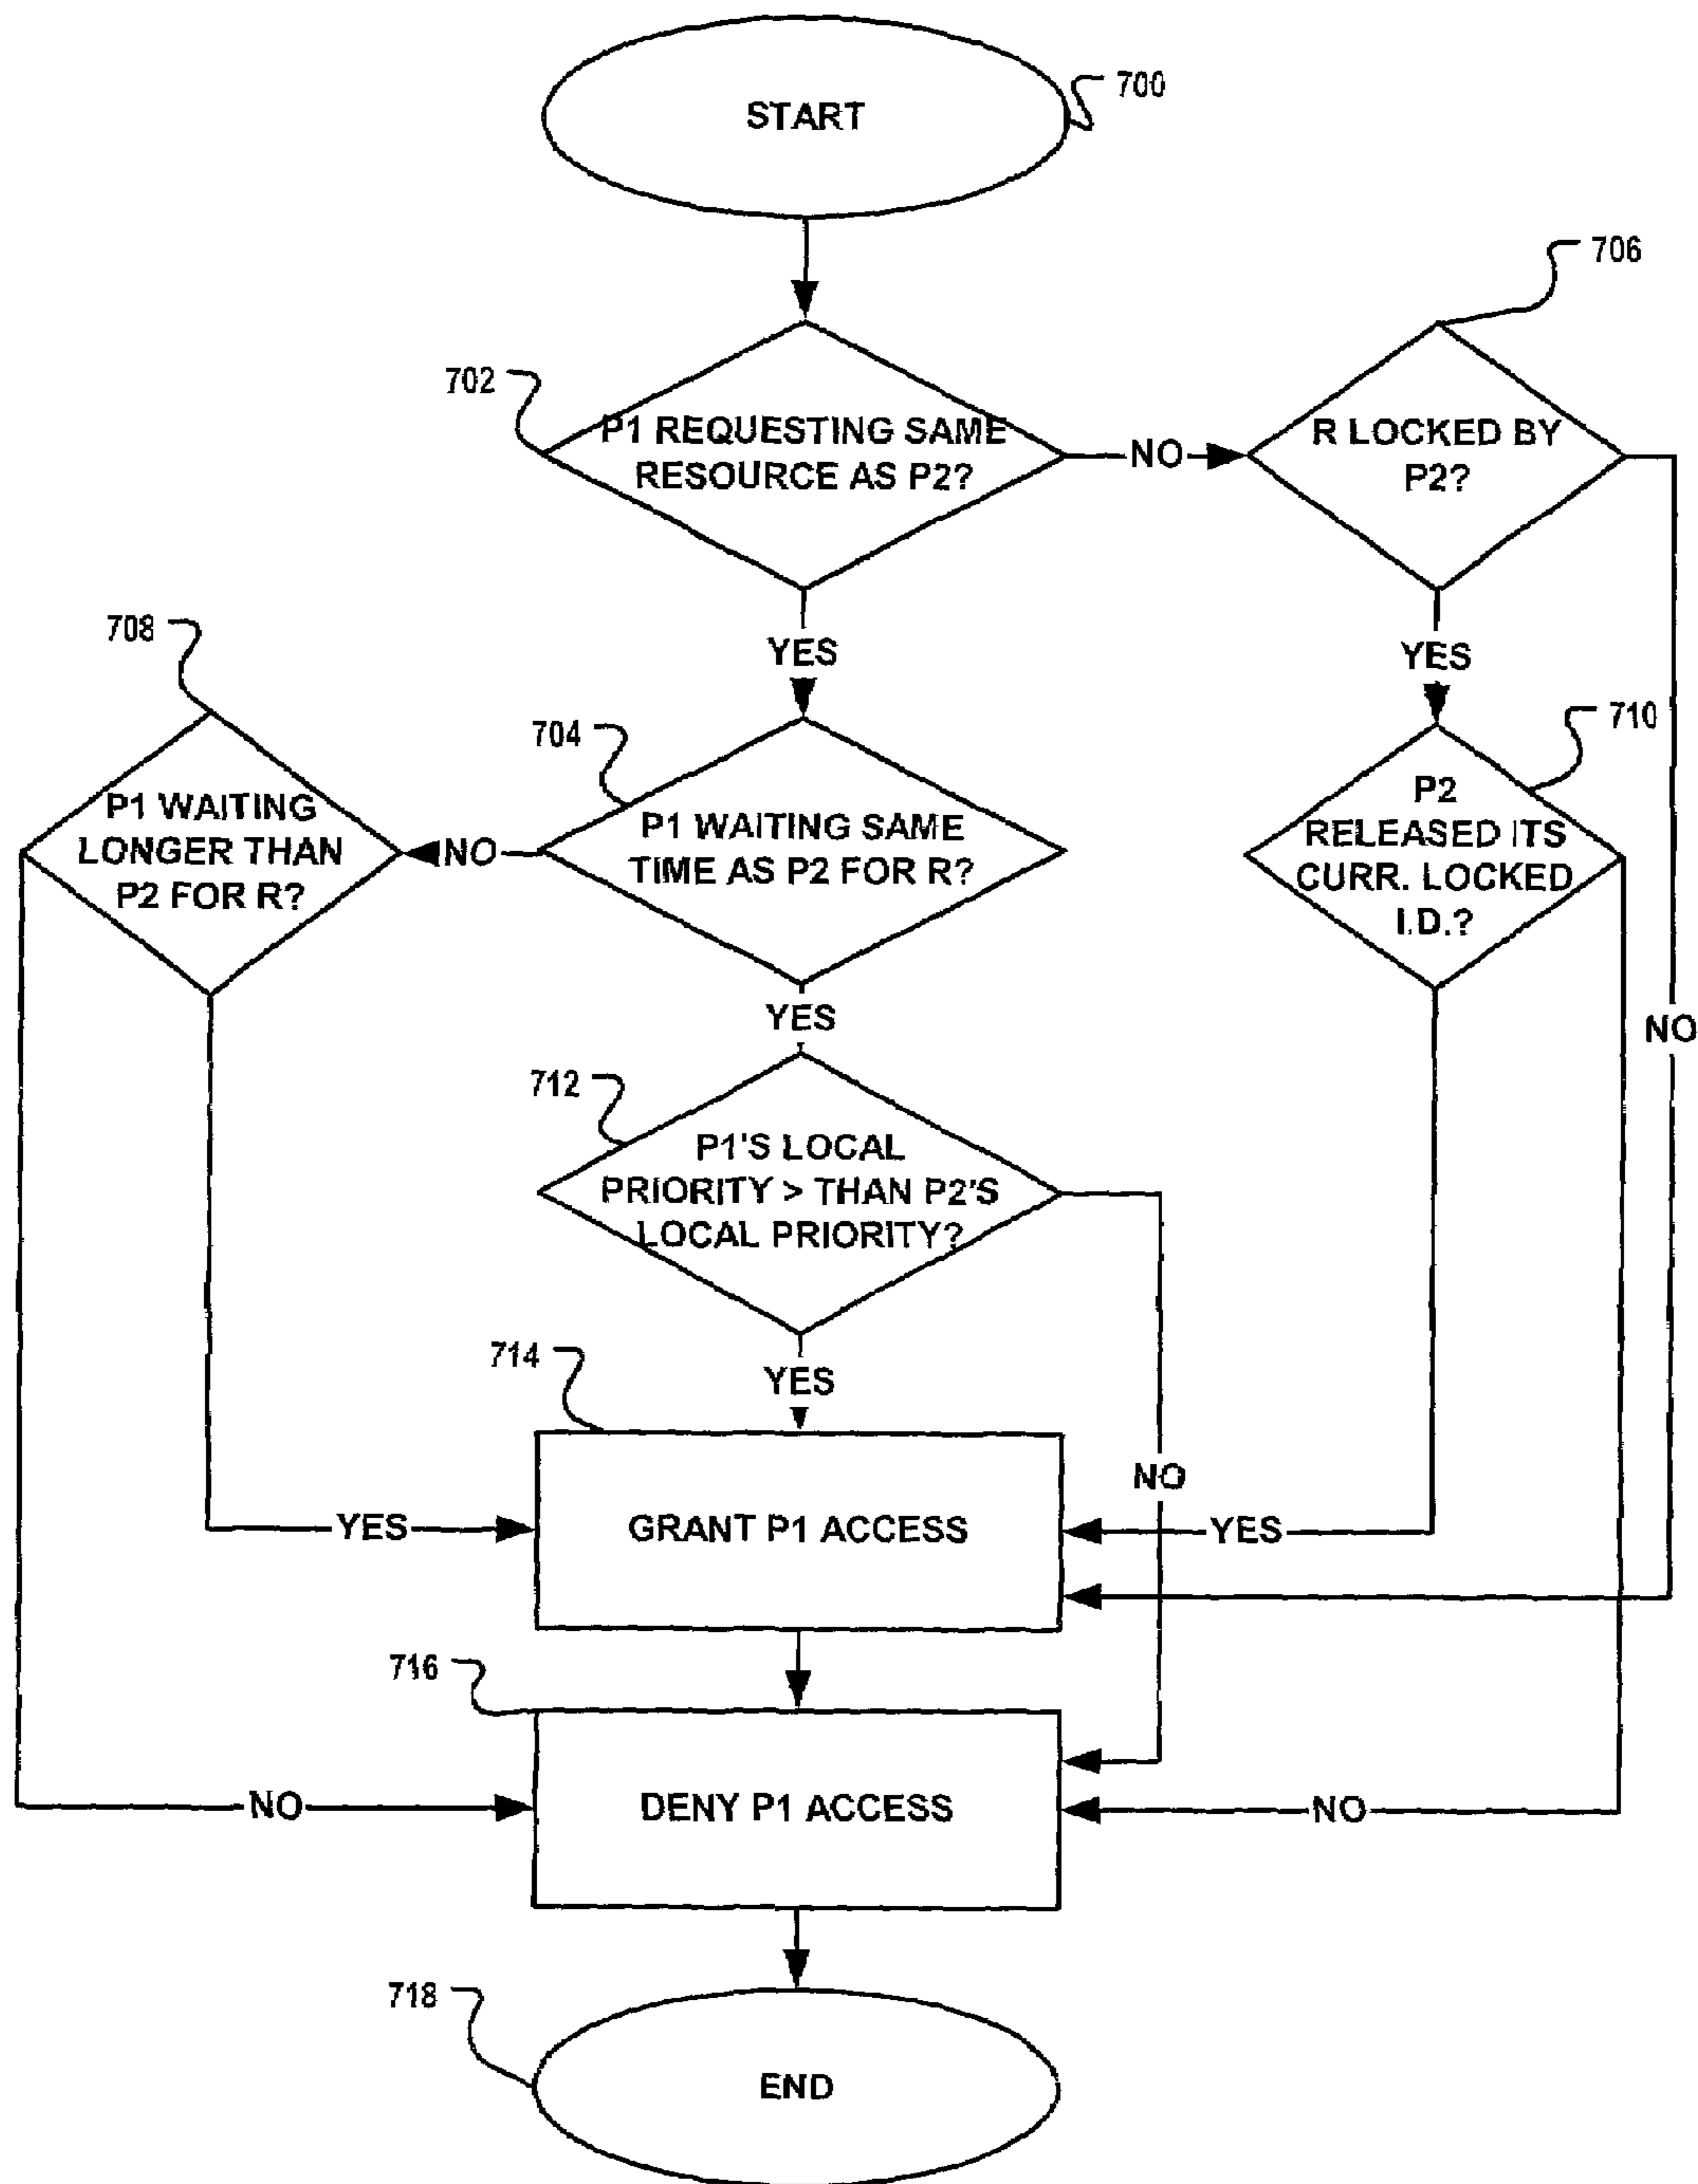 START
700
706
702
P1 REQUESTING SAME
RESOURCE AS P2?
NO
R LOCKED BY
P2?
YES
YES
708
704
710
P1 WAITING
LONGER THAN
P2 FOR R?
NO
P1 WAITING SAME
TIME AS P2 FOR R?
P2
RELEASED ITS
CURR. LOCKED
I.D.?
YES
NO
712
P1'S LOCAL
PRIORITY > THAN P2'S
LOCAL PRIORITY?
714
YES
NO
YES
GRANT P1 ACCESS
YES
716
NO
DENY P1 ACCESS
NO
718
END